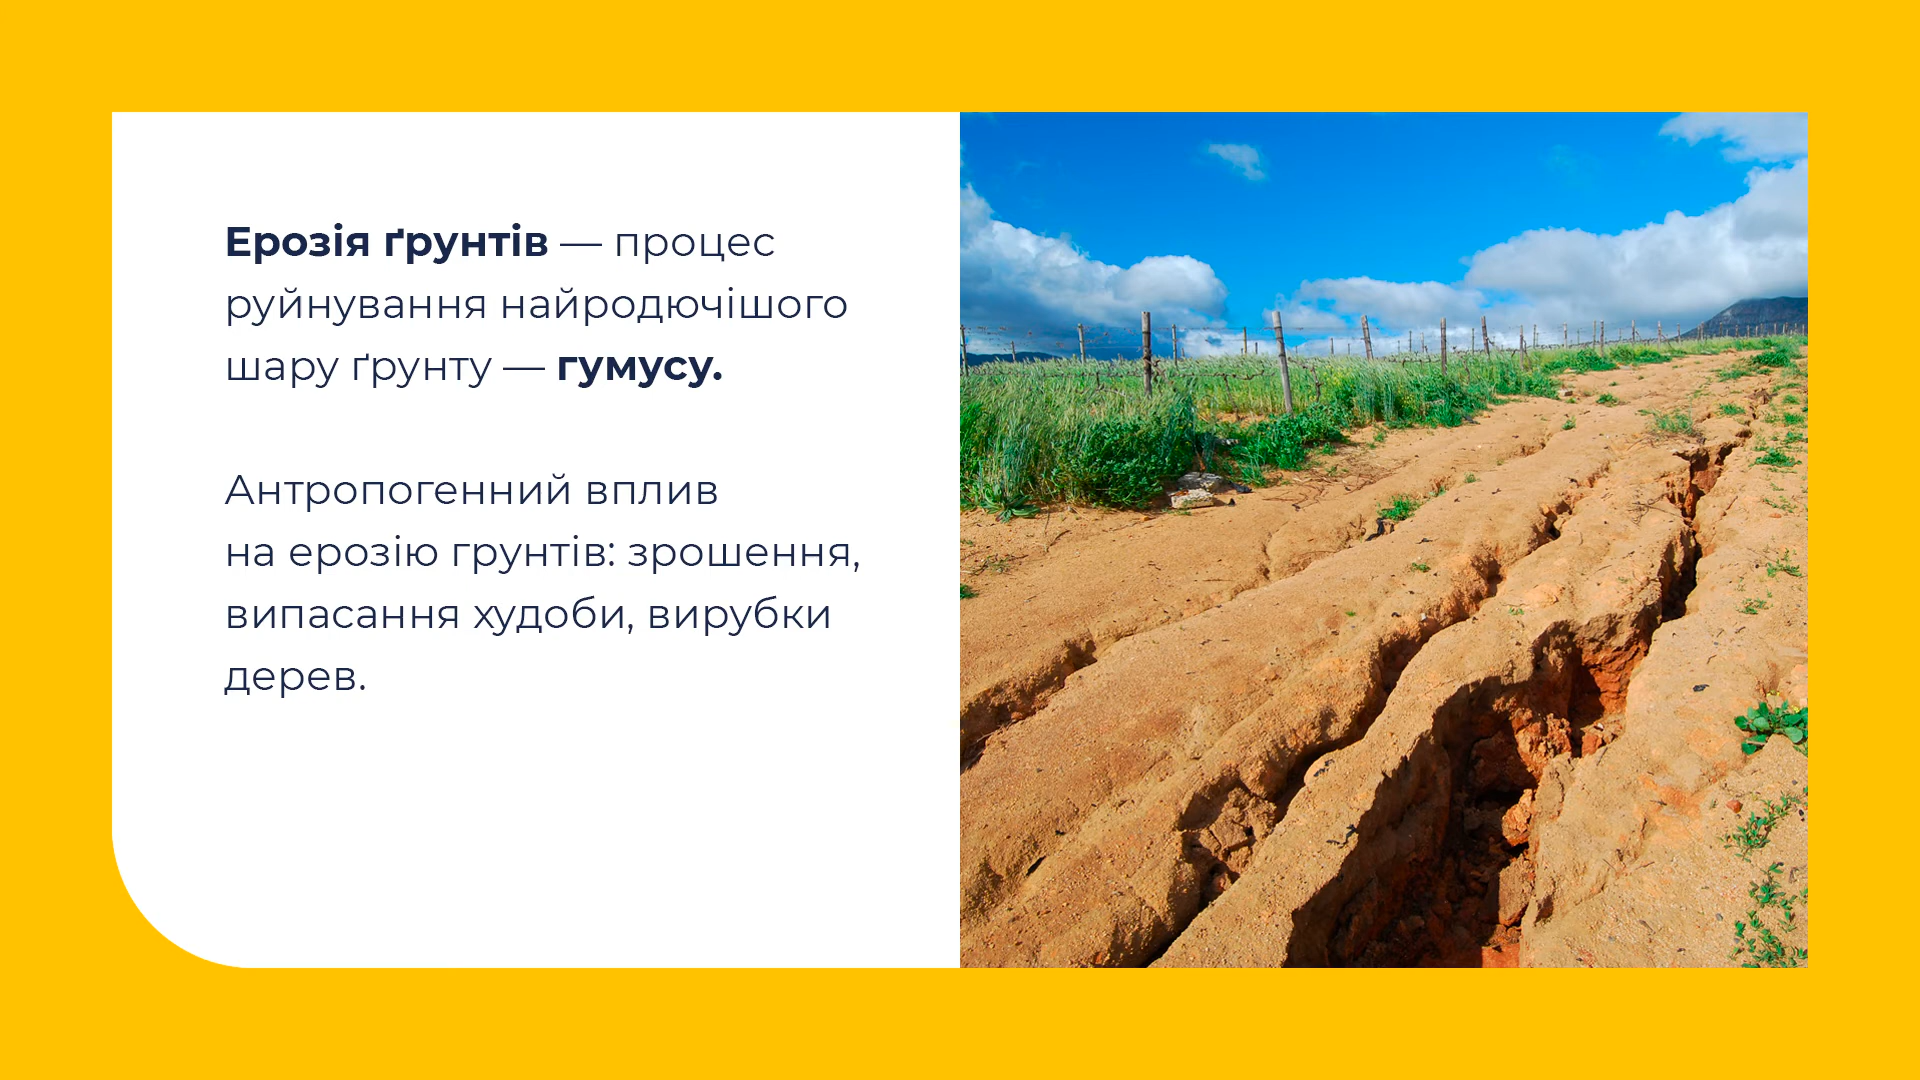 Ерозія ґрунтів — процес
руйнування найродючішого
шару ґрунту — гумусу.
Антропогенний вплив
на ерозію грунтів: зрошення,
випасання худоби, вирубки
дерев.